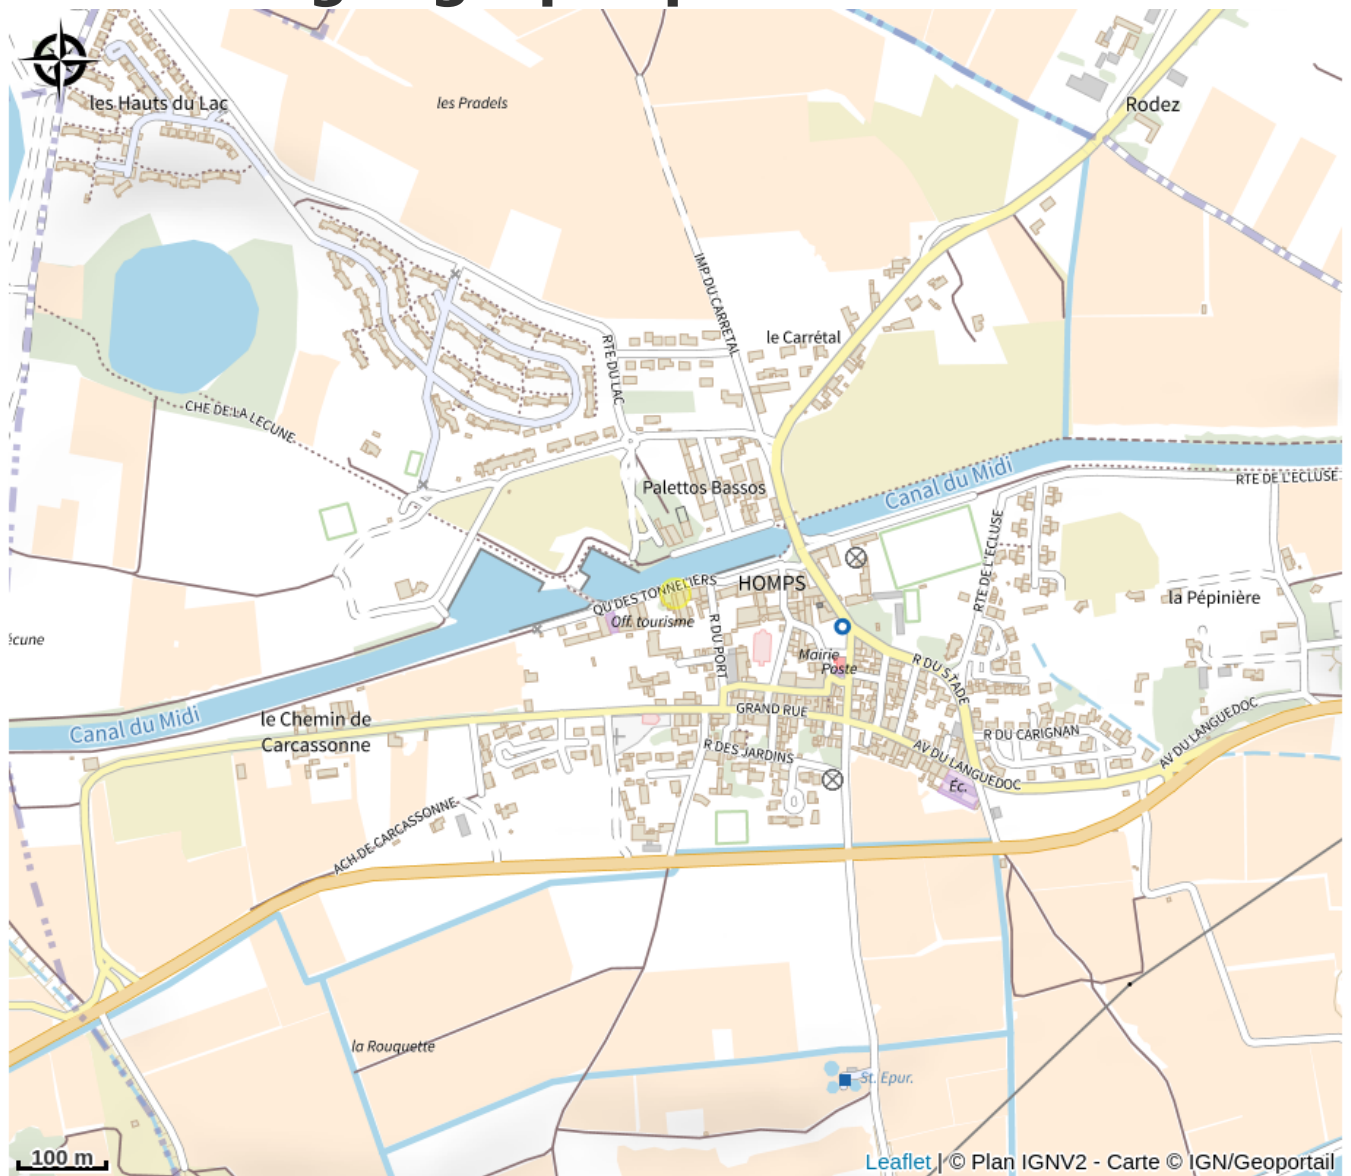 les Hauts du Lac
les Pradels
Rodez
IMP DU CARRETAL
le Carrétal
RTE DU LAC
CHE DE LA LECUNE
Palettos Bassos
Canal du Midi
RTE DE L'ECLUSE
RTE DE L'ECLUSE
QU DES TONNELIERS
HOMPS
la Pépinière
Off. tourisme
R DU PORT
écune
Mairie
Poste
R DU STADE
Canal du Midi
le Chemin de
Carcassonne
GRAND RUE
R DES JARDINS
R DU CARIGNAN
AV DU LANGUEDOC
AV DU LANGUEDOC
Éc.
ACH-DE-CARCASSONNE
la Rouquette
St. Epur.
100 m
Leaflet | © Plan IGNV2 - Carte © IGN/Geoportail